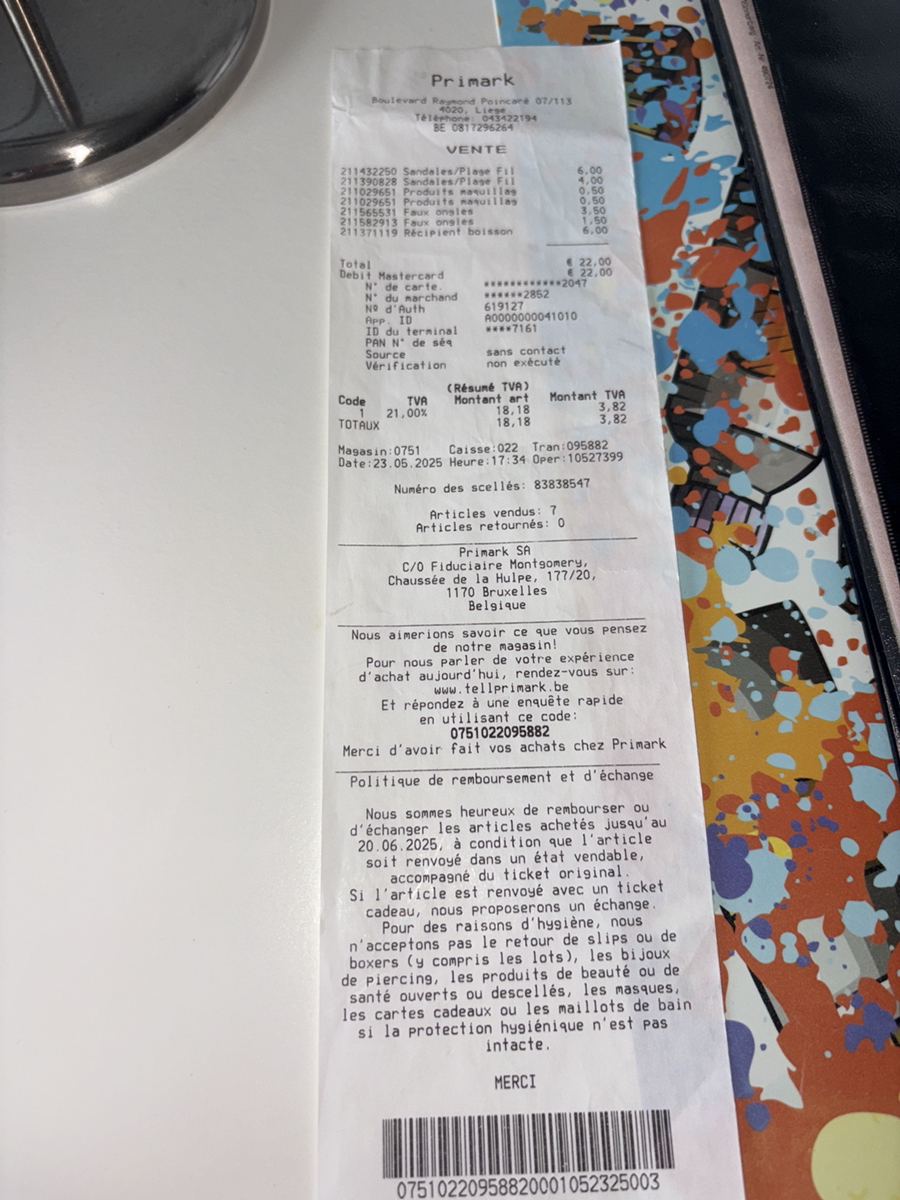 Primark
Boulevard Raymond Poincaré 07/113
4020, Liege
Téléphone: 043422194
BE 0817296264
VENTE
211432250 Sandales/Plage Fil 6,00
211390828 Sandales/Plage Fil 4,00
211029651 Produits maquillag 0,50
211029651 Produits maquillag 0,50
211565531 Faux ongles 3,50
211582913 Faux ongles 1,50
211371119 Récipient boisson 6,00
Total € 22,00
Debit Mastercard € 22,00
N° de carte. ************2047
N° du marchand ******2852
Nº d'Auth 619127
App. ID A0000000041010
ID du terminal ****7161
PAN N° de séq
Source sans contact
Vérification non exécuté
(Résumé TVA)
Code TVA Montant art Montant TVA
1 21,00% 18,18 3,82
TOTAUX 18,18 3,82
Magasin:0751 Caisse:022 Tran:095882
Date:23.05.2025 Heure:17:34 Oper:10527399
Numéro des scellés: 83838547
Articles vendus: 7
Articles retournés: 0
Primark SA
C/O Fiduciaire Montgomery,
Chaussée de la Hulpe, 177/20,
1170 Bruxelles
Belgique
Nous aimerions savoir ce que vous pensez
de notre magasin!
Pour nous parler de votre expérience
d'achat aujourd'hui, rendez-vous sur:
www.tellprimark.be
Et répondez à une enquête rapide
en utilisant ce code:
0751022095882
Merci d'avoir fait vos achats chez Primark
Politique de remboursement et d'échange
Nous sommes heureux de rembourser ou
d'échanger les articles achetés jusqu'au
20.06.2025, à condition que l'article
soit renvoyé dans un état vendable,
accompagné du ticket original.
Si l'article est renvoyé avec un ticket
cadeau, nous proposerons un échange.
Pour des raisons d'hygiène, nous
n'acceptons pas le retour de slips ou de
boxers (y compris les lots), les bijoux
de piercing, les produits de beauté ou de
santé ouverts ou descellés, les masques,
les cartes cadeaux ou les maillots de bain
si la protection hygiénique n'est pas
intacte.
MERCI
07510220958820001052325003